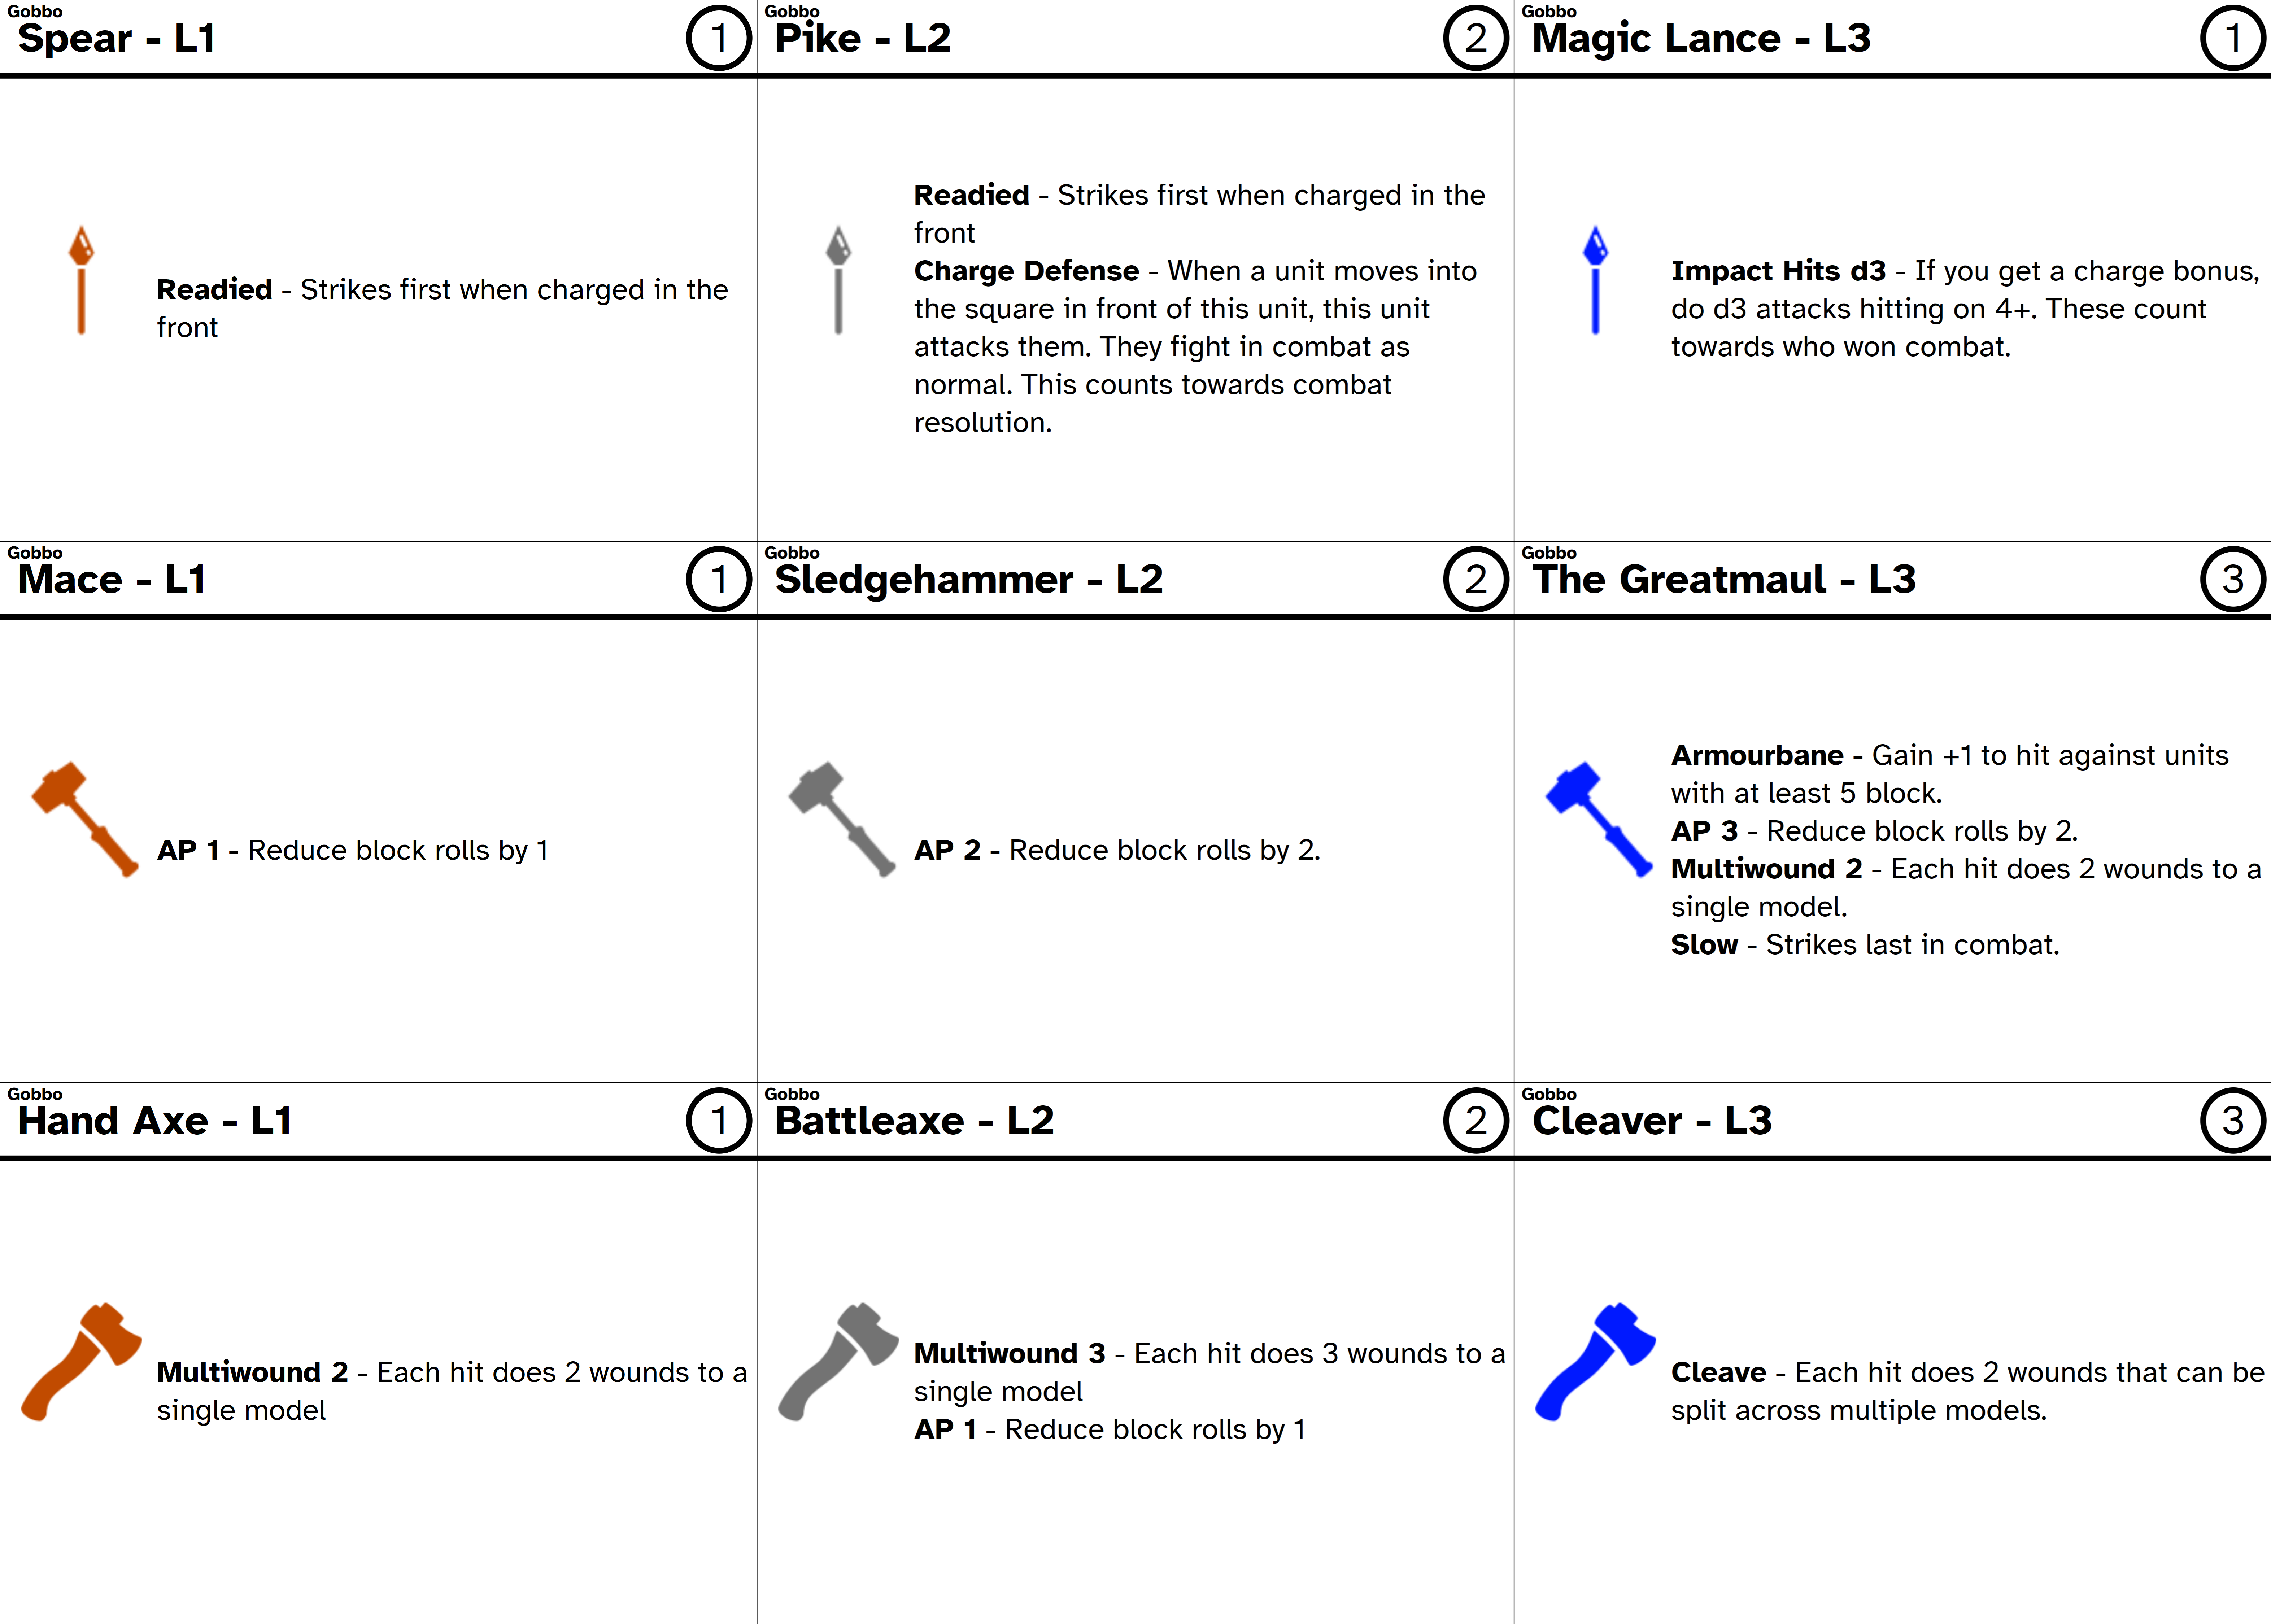 Gobbo
Spear - L1
1
Readied - Strikes first when charged in the
front
Gobbo
Pike - L2
2
Readied - Strikes first when charged in the
front
Charge Defense - When a unit moves into
the square in front of this unit, this unit
attacks them. They fight in combat as
normal. This counts towards combat
resolution.
Gobbo
Magic Lance - L3
1
Impact Hits d3 - If you get a charge bonus,
do d3 attacks hitting on 4+. These count
towards who won combat.
Gobbo
Mace - L1
1
AP 1 - Reduce block rolls by 1
Gobbo
Sledgehammer - L2
2
AP 2 - Reduce block rolls by 2.
Gobbo
The Greatmaul - L3
3
Armourbane - Gain +1 to hit against units
with at least 5 block.
AP 3 - Reduce block rolls by 2.
Multiwound 2 - Each hit does 2 wounds to a
single model.
Slow - Strikes last in combat.
Gobbo
Hand Axe - L1
1
Multiwound 2 - Each hit does 2 wounds to a
single model
Gobbo
Battleaxe - L2
2
Multiwound 3 - Each hit does 3 wounds to a
single model
AP 1 - Reduce block rolls by 1
Gobbo
Cleaver - L3
3
Cleave - Each hit does 2 wounds that can be
split across multiple models.